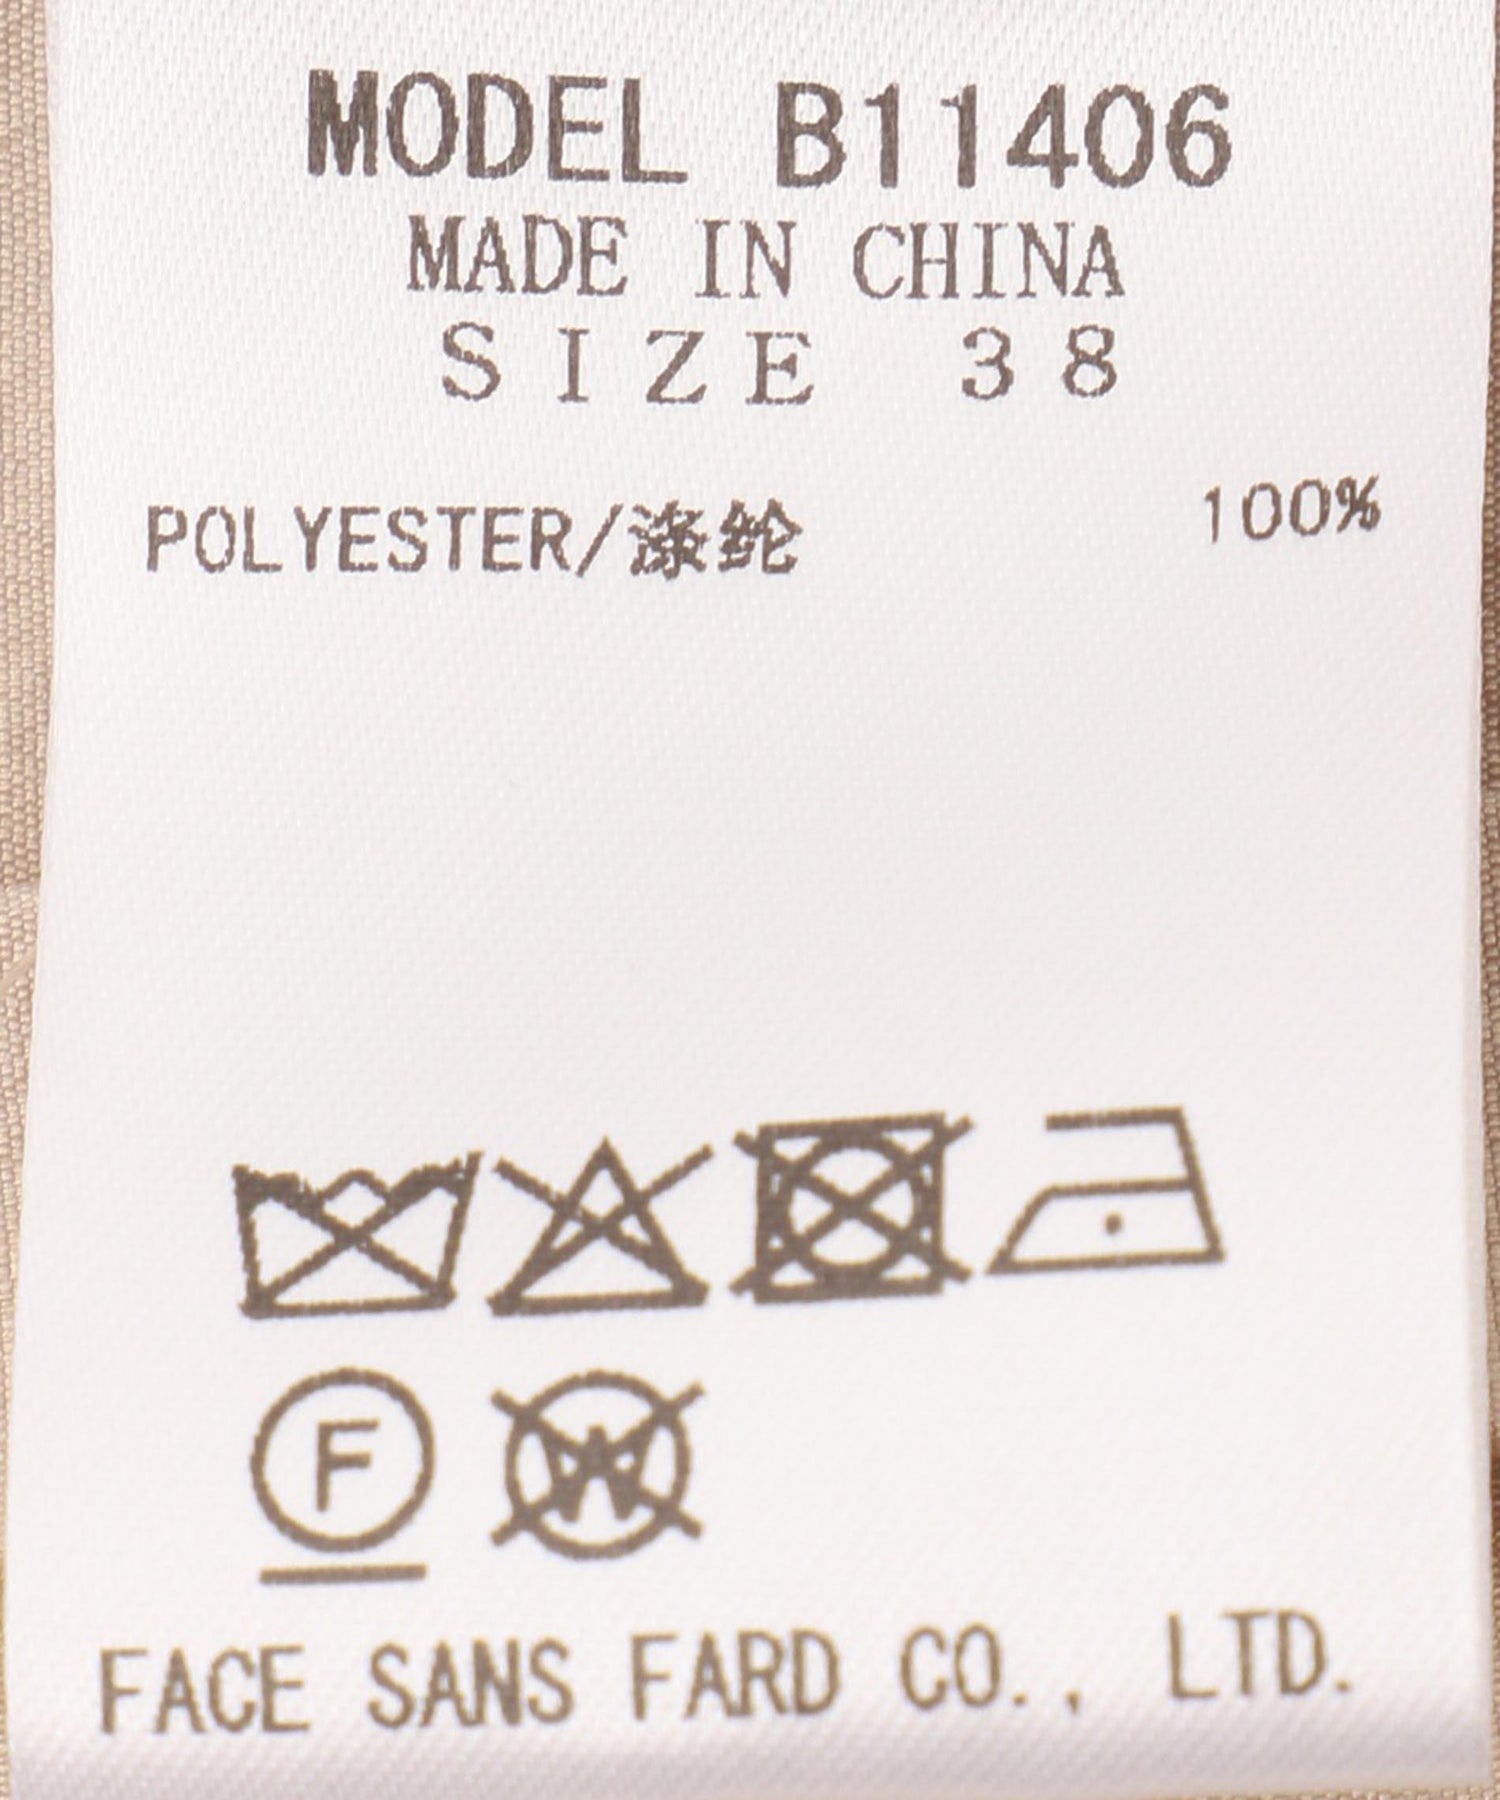 MODEL B11406
MADE IN CHINA
SIZE 38
POLYESTER/涤纶 100%
F
W
FACE SANS FARD CO., LTD.